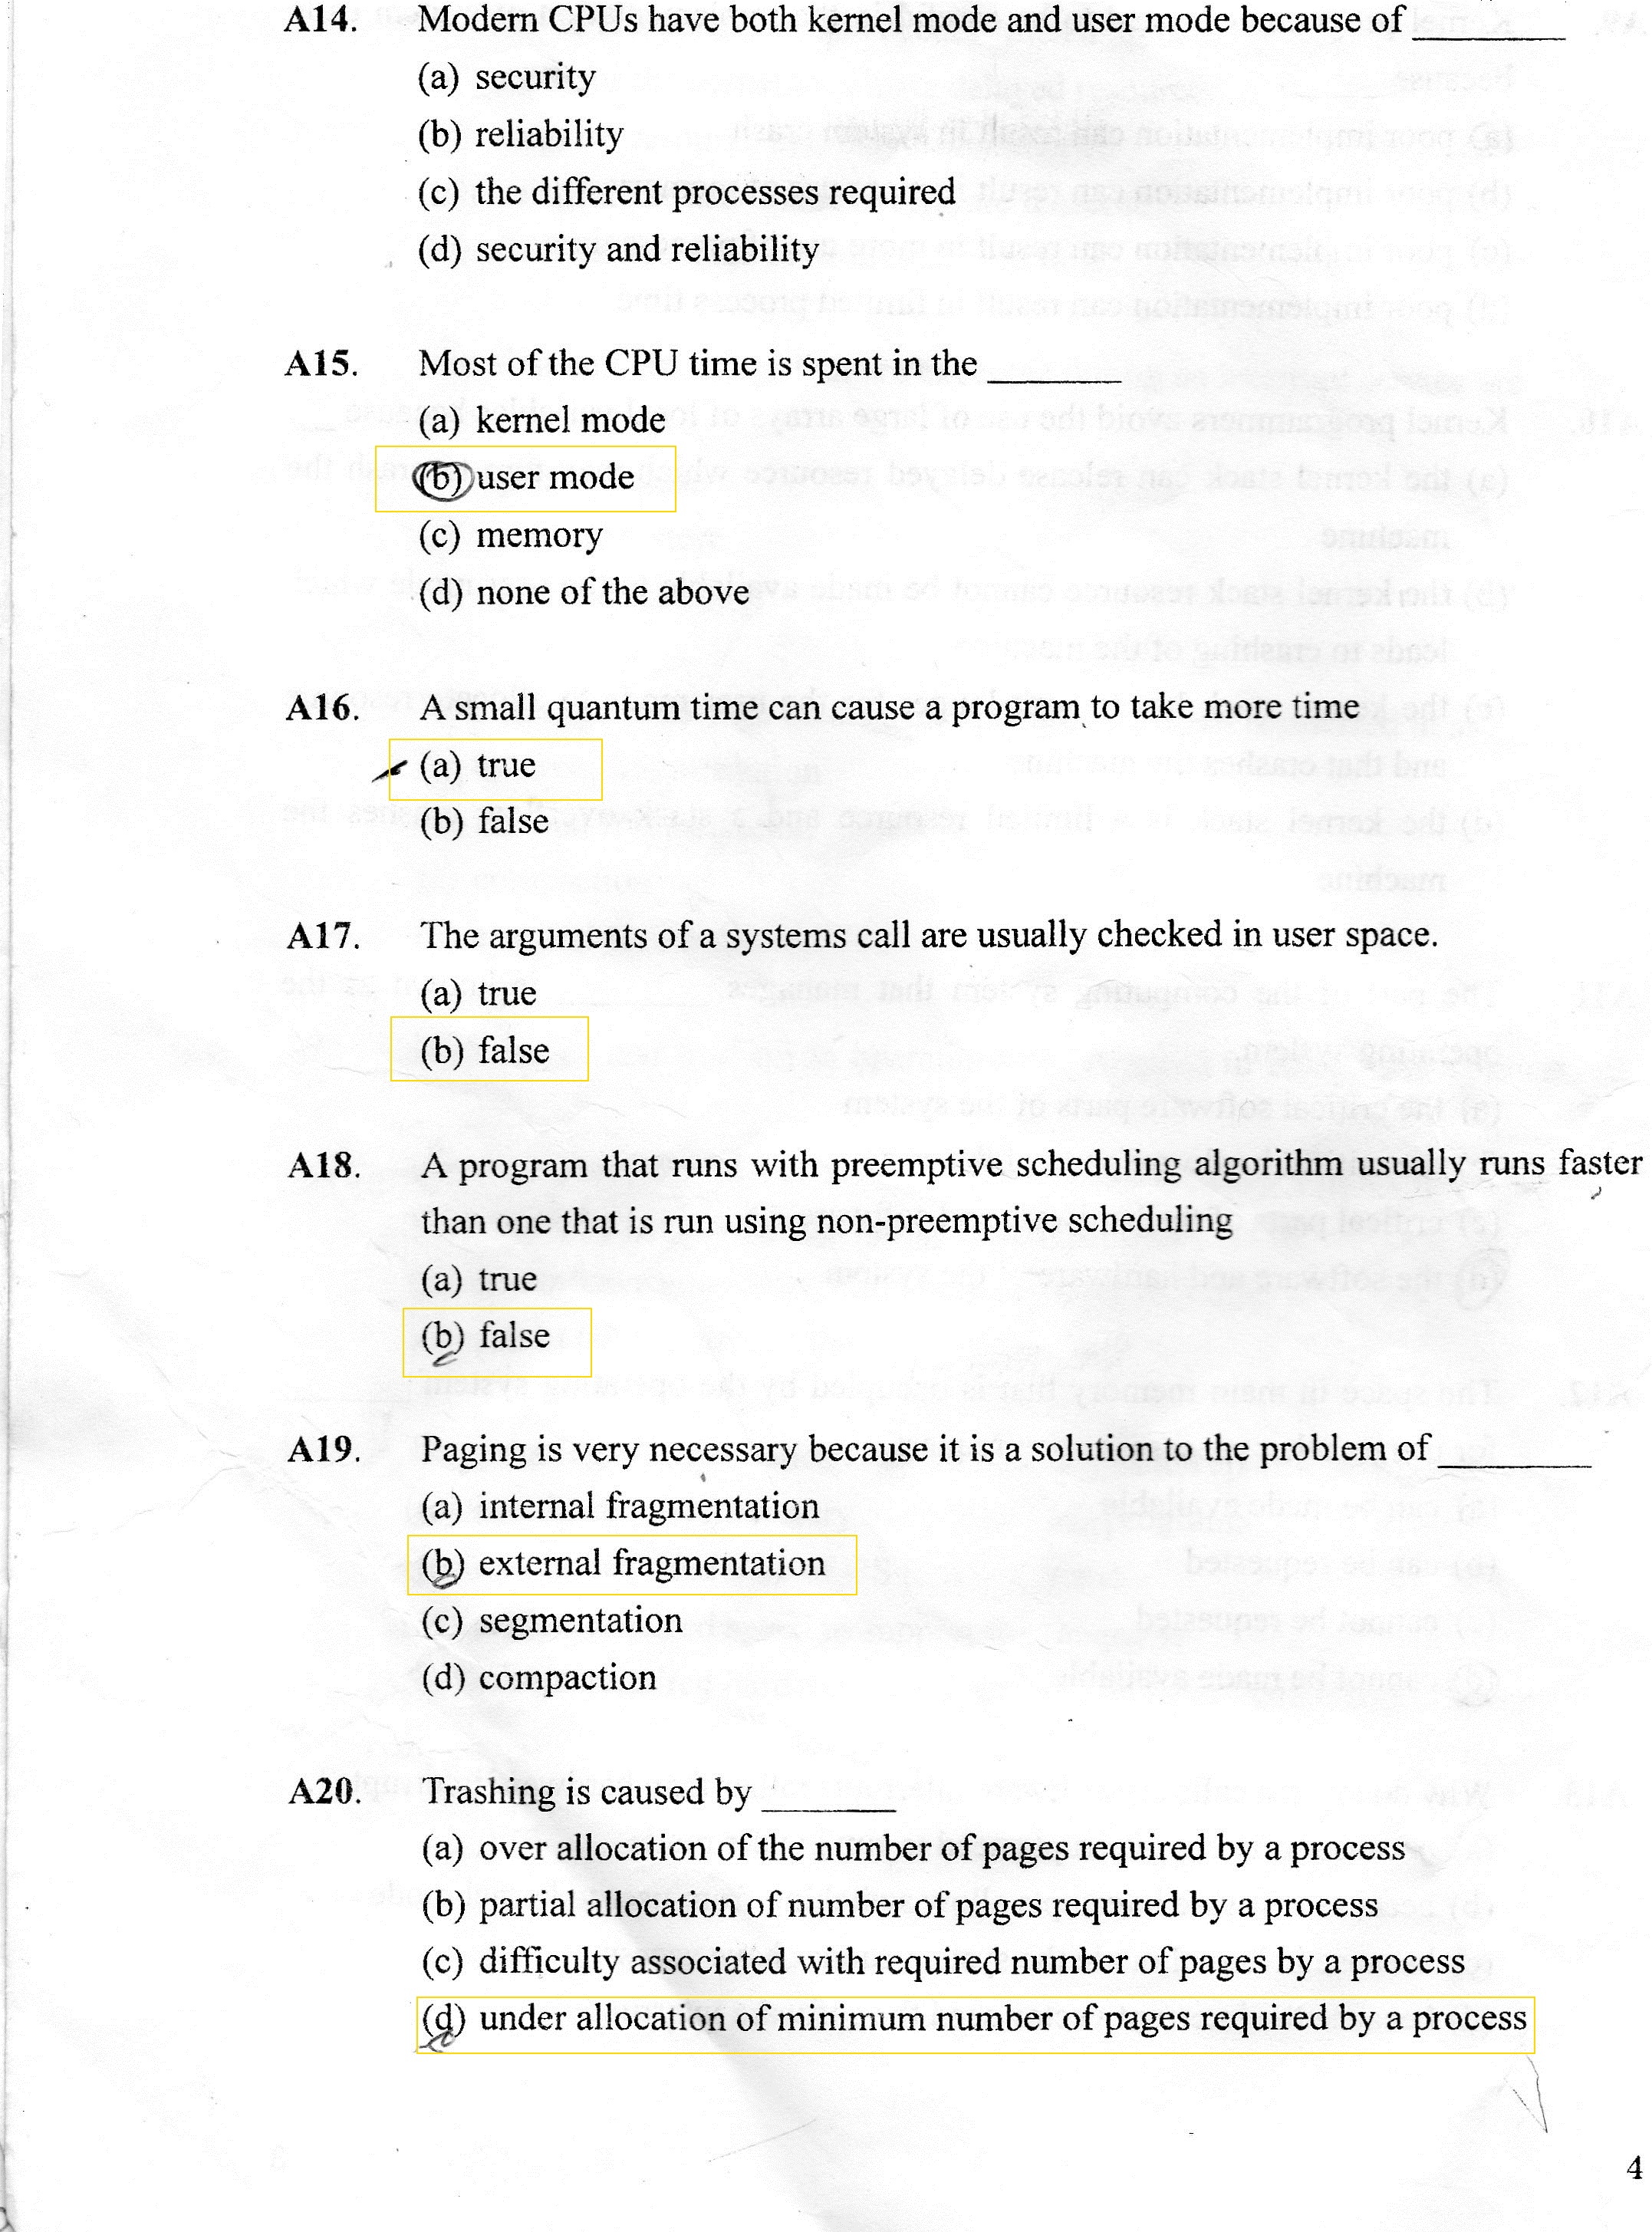 A14. Modern CPUs have both kernel mode and user mode because of ________
(a) security
(b) reliability
(c) the different processes required
(d) security and reliability
A15. Most of the CPU time is spent in the _______
(a) kernel mode
(b) user mode
(c) memory
(d) none of the above
A16. A small quantum time can cause a program to take more time
(a) true
(b) false
A17. The arguments of a systems call are usually checked in user space.
(a) true
(b) false
A18. A program that runs with preemptive scheduling algorithm usually runs faster
than one that is run using non-preemptive scheduling
(a) true
(b) false
A19. Paging is very necessary because it is a solution to the problem of ________
(a) internal fragmentation
(b) external fragmentation
(c) segmentation
(d) compaction
A20. Trashing is caused by _______
(a) over allocation of the number of pages required by a process
(b) partial allocation of number of pages required by a process
(c) difficulty associated with required number of pages by a process
(d) under allocation of minimum number of pages required by a process
4